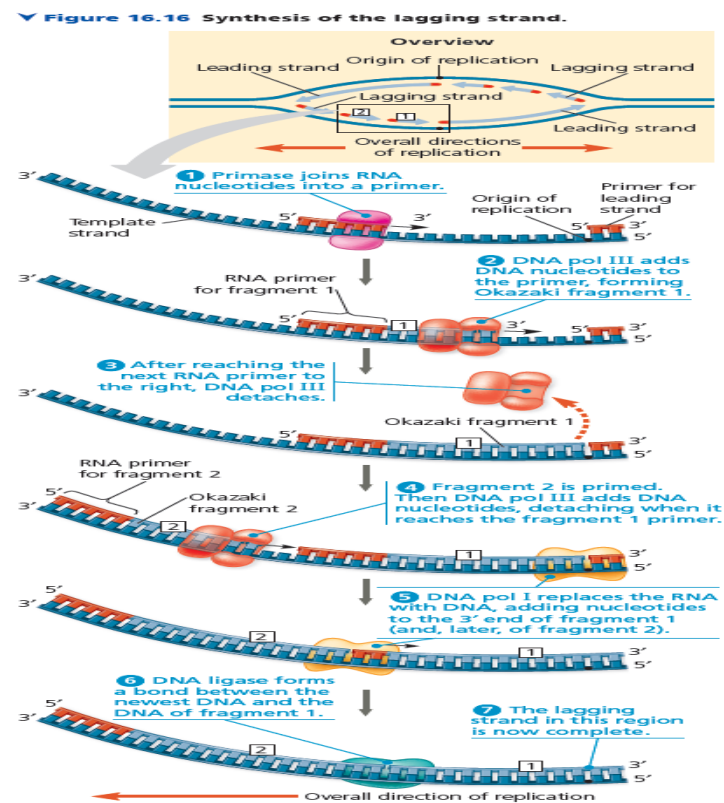 Figure 16.16 Synthesis of the lagging strand.
Overview
Origin of replication
Leading strand
Lagging strand
Lagging strand
2
1
Leading strand
Overall directions
of replication
3′
1 Primase joins RNA
nucleotides into a primer.
Template
strand
5′
3′
Origin of
replication
Primer for
leading
strand
5′
3′
5′
2 DNA pol III adds
DNA nucleotides to
the primer, forming
Okazaki fragment 1.
3′
RNA primer
for fragment 1
5′
1
3′
5′
3′
5′
3 After reaching the
next RNA primer to
the right, DNA pol III
detaches.
3′
5′
Okazaki fragment 1
1
3′
5′
RNA primer
for fragment 2
5′
3′
Okazaki
fragment 2
2
4 Fragment 2 is primed.
Then DNA pol III adds DNA
nucleotides, detaching when it
reaches the fragment 1 primer.
1
3′
5′
5 DNA pol I replaces the RNA
with DNA, adding nucleotides
to the 3′ end of fragment 1
(and, later, of fragment 2).
5′
3′
2
1
3′
5′
6 DNA ligase forms
a bond between the
newest DNA and the
DNA of fragment 1.
7 The lagging
strand in this region
is now complete.
5′
3′
2
1
3′
5′
Overall direction of replication